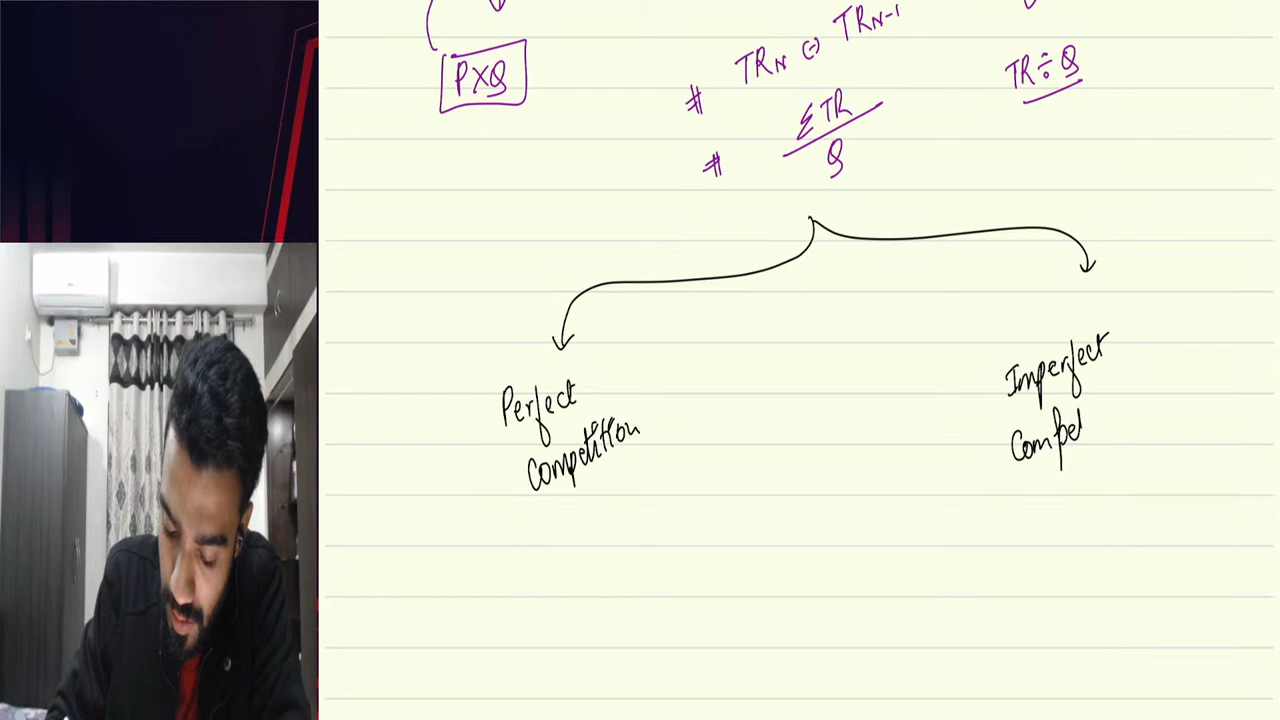 P×Q
# TRN (-) TRN-1
TR ÷ Q
# ΣTR
Q
Perfect
Competition
Imperfect
Compet